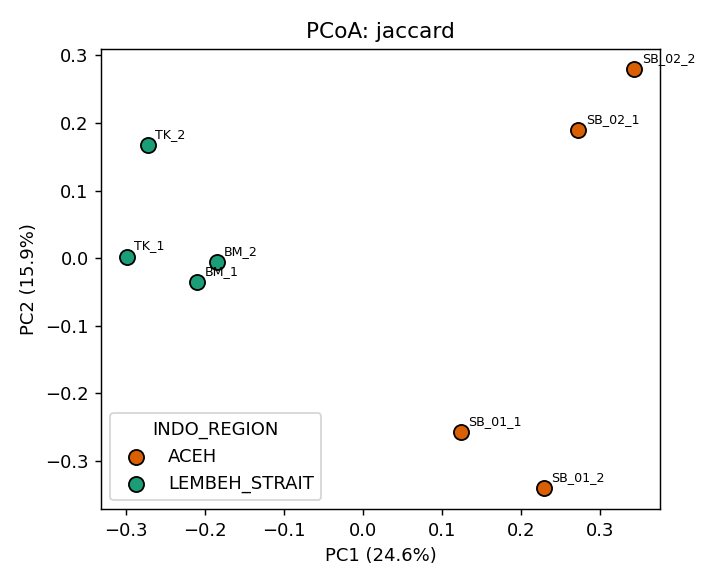 PCoA: jaccard
SB_02_2
SB_02_1
TK_2
TK_1
BM_2
BM_1
SB_01_1
SB_01_2
0.3
0.2
0.1
0.0
−0.1
−0.2
−0.3
PC2 (15.9%)
INDO_REGION
ACEH
LEMBEH_STRAIT
−0.3 −0.2 −0.1 0.0 0.1 0.2 0.3
PC1 (24.6%)